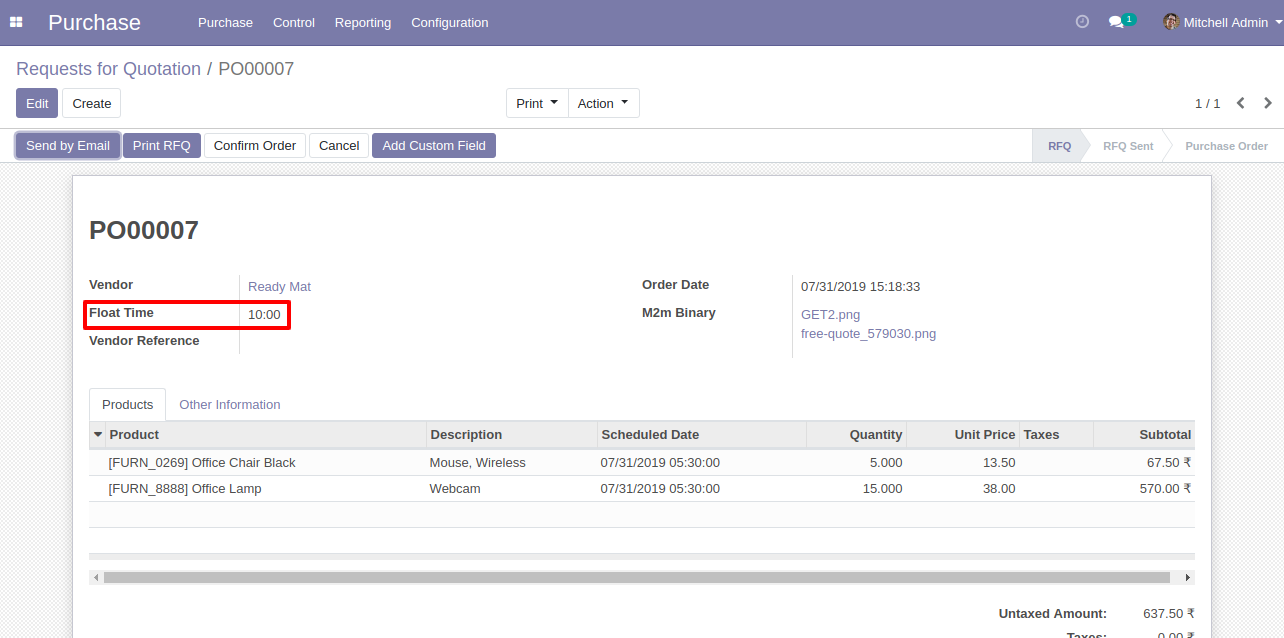 Purchase Purchase Control Reporting Configuration 1 Mitchell Admin
Requests for Quotation / PO00007
Edit Create Print Action 1 / 1
Send by Email Print RFQ Confirm Order Cancel Add Custom Field RFQ RFQ Sent Purchase Order
PO00007
Vendor Ready Mat Order Date 07/31/2019 15:18:33
Float Time 10:00 M2m Binary GET2.png
free-quote_579030.png
Vendor Reference
Products Other Information
Product Description Scheduled Date Quantity Unit Price Taxes Subtotal
[FURN_0269] Office Chair Black Mouse, Wireless 07/31/2019 05:30:00 5.000 13.50 67.50 ₹
[FURN_8888] Office Lamp Webcam 07/31/2019 05:30:00 15.000 38.00 570.00 ₹
Untaxed Amount: 637.50 ₹
Taxes: 0.00 ₹